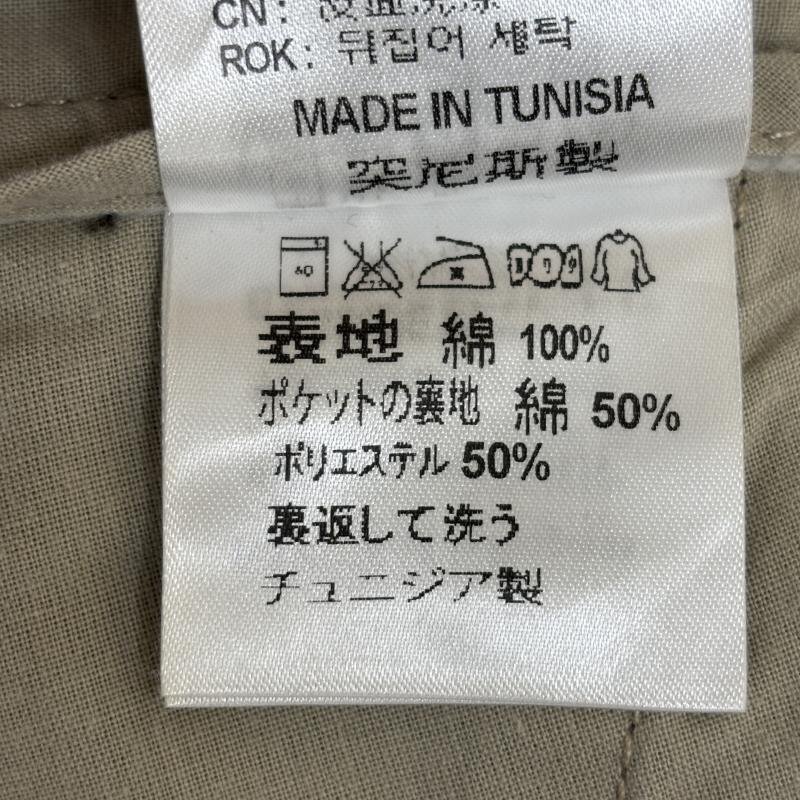 CN:
ROK: 뒤집어 세탁
MADE IN TUNISIA
突尼斯製
表地 綿 100%
ポケットの裏地 綿 50%
ポリエステル 50%
裏返して洗う
チュニジア製